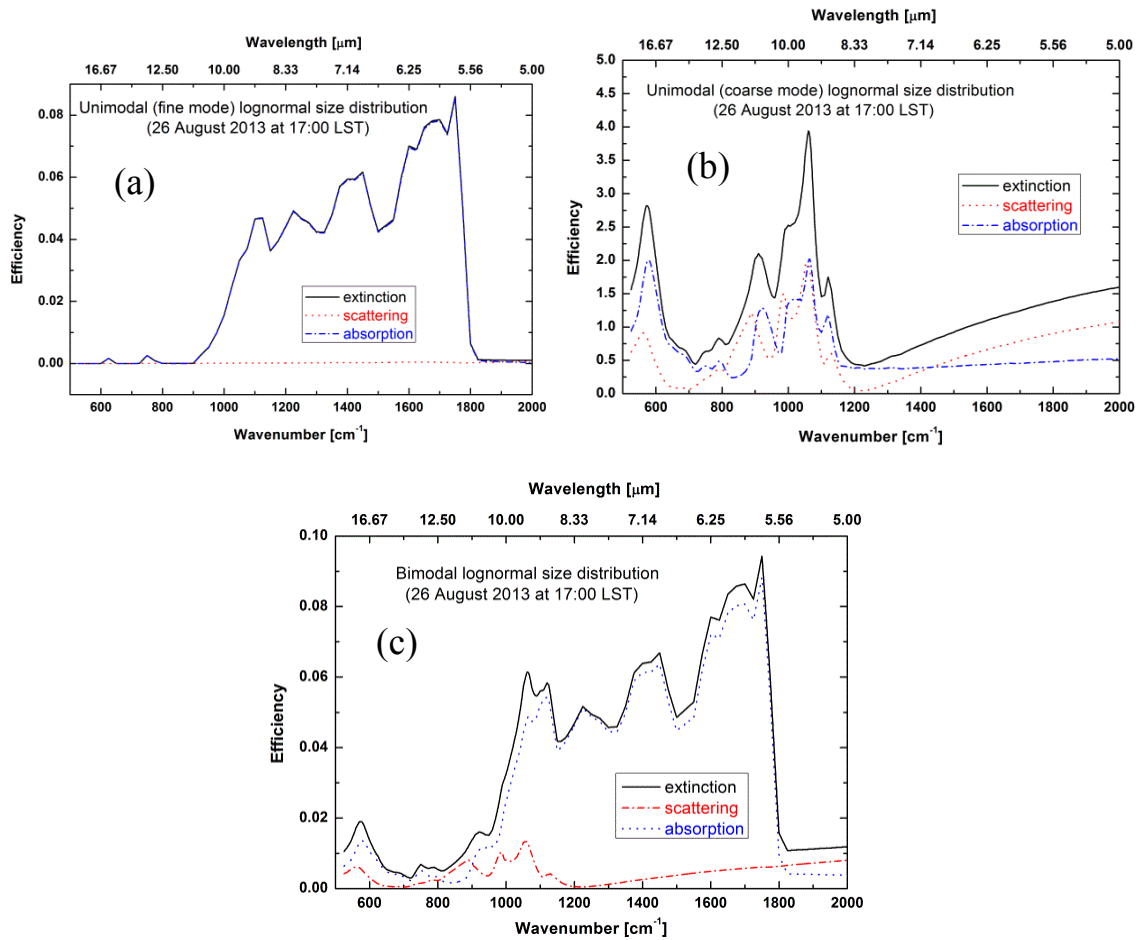 Wavelength [μm]
16.67 12.50 10.00 8.33 7.14 6.25 5.56 5.00
Unimodal (fine mode) lognormal size distribution
(26 August 2013 at 17:00 LST)
(a)
Efficiency
0.08
0.06
0.04
0.02
0.00
extinction
scattering
absorption
600 800 1000 1200 1400 1600 1800 2000
Wavenumber [cm⁻¹]
Wavelength [μm]
16.67 12.50 10.00 8.33 7.14 6.25 5.56 5.00
Unimodal (coarse mode) lognormal size distribution
(26 August 2013 at 17:00 LST)
(b)
Efficiency
5.0
4.5
4.0
3.5
3.0
2.5
2.0
1.5
1.0
0.5
0.0
extinction
scattering
absorption
600 800 1000 1200 1400 1600 1800 2000
Wavenumber [cm⁻¹]
Wavelength [μm]
16.67 12.50 10.00 8.33 7.14 6.25 5.56 5.00
Bimodal lognormal size distribution
(26 August 2013 at 17:00 LST)
(c)
Efficiency
0.10
0.08
0.06
0.04
0.02
0.00
extinction
scattering
absorption
600 800 1000 1200 1400 1600 1800 2000
Wavenumber [cm⁻¹]